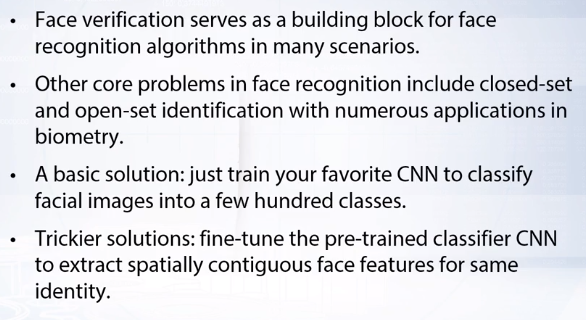 • Face verification serves as a building block for face
recognition algorithms in many scenarios.
• Other core problems in face recognition include closed-set
and open-set identification with numerous applications in
biometry.
• A basic solution: just train your favorite CNN to classify
facial images into a few hundred classes.
• Trickier solutions: fine-tune the pre-trained classifier CNN
to extract spatially contiguous face features for same
identity.